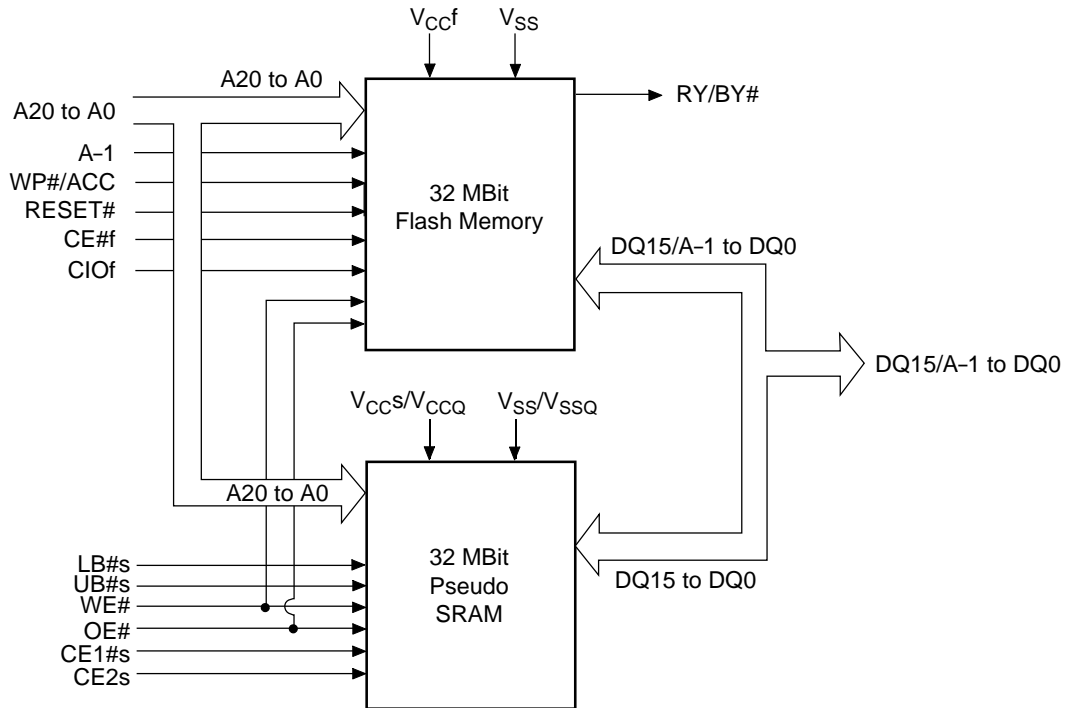 VCCf
VSS
A20 to A0
A20 to A0
RY/BY#
A–1
WP#/ACC
RESET#
CE#f
CIOf
32 MBit
Flash Memory
DQ15/A–1 to DQ0
DQ15/A–1 to DQ0
VCCs/VCCQ
VSS/VSSQ
A20 to A0
LB#s
UB#s
WE#
OE#
CE1#s
CE2s
32 MBit
Pseudo
SRAM
DQ15 to DQ0